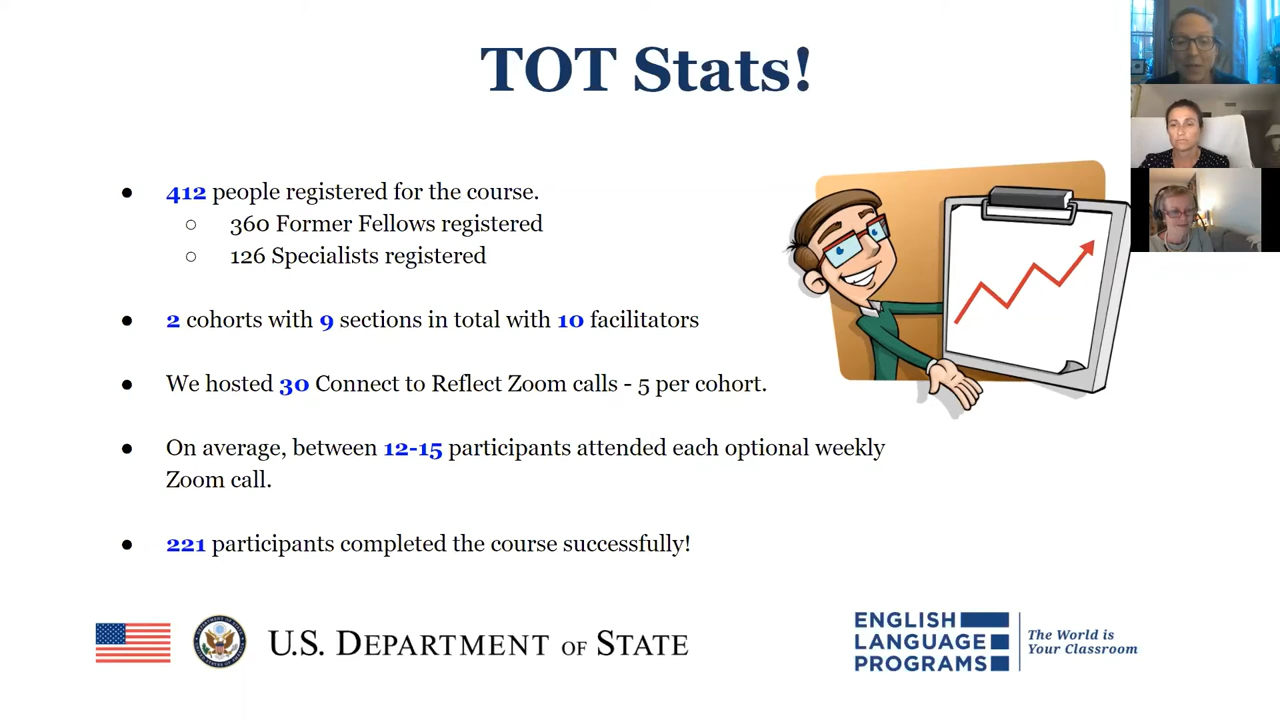 TOT Stats!
● 412 people registered for the course.
○ 360 Former Fellows registered
○ 126 Specialists registered
● 2 cohorts with 9 sections in total with 10 facilitators
● We hosted 30 Connect to Reflect Zoom calls - 5 per cohort.
● On average, between 12-15 participants attended each optional weekly
Zoom call.
● 221 participants completed the course successfully!
U.S. DEPARTMENT OF STATE
ENGLISH
LANGUAGE
PROGRAMS
The World is
Your Classroom